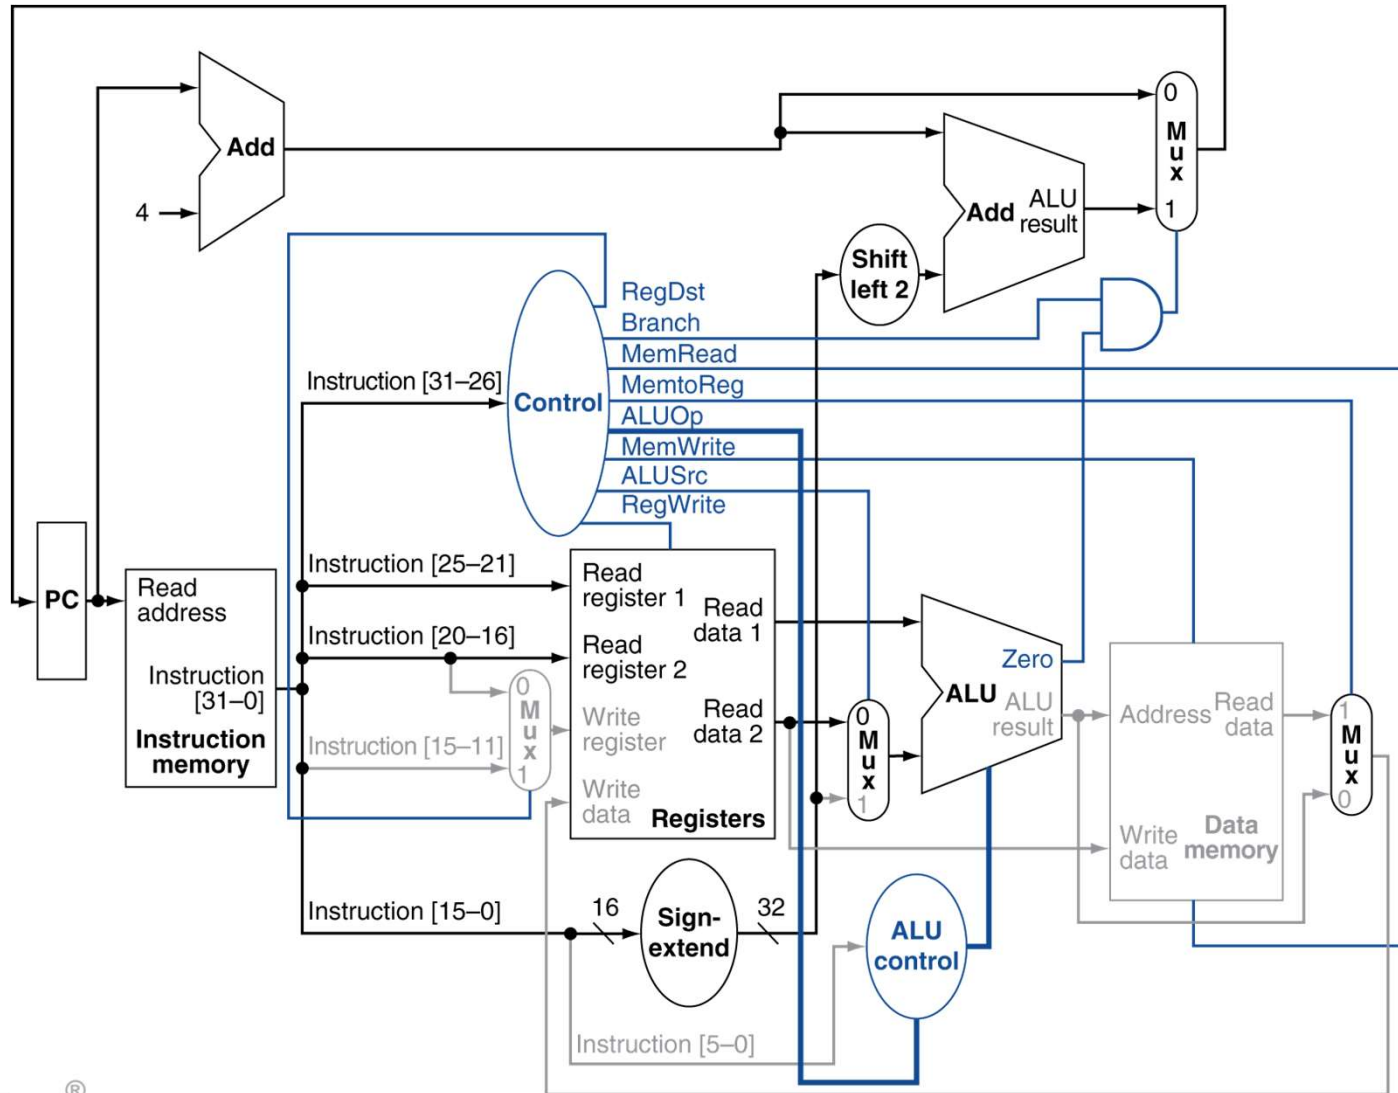 0
M
u
x
1
Add
4
Add
ALU
result
Shift
left 2
RegDst
Branch
MemRead
MemtoReg
ALUOp
MemWrite
ALUSrc
RegWrite
Instruction [31–26]
Control
PC
Read
address
Instruction
[31–0]
Instruction
memory
Instruction [25–21]
Instruction [20–16]
Instruction [15–11]
0
M
u
x
1
Read
register 1
Read
register 2
Write
register
Write
data
Read
data 1
Read
data 2
Registers
0
M
u
x
1
Zero
ALU
ALU
result
Address
Read
data
Write
data
Data
memory
1
M
u
x
0
Instruction [15–0]
16
Sign-
extend
32
ALU
control
Instruction [5–0]
®